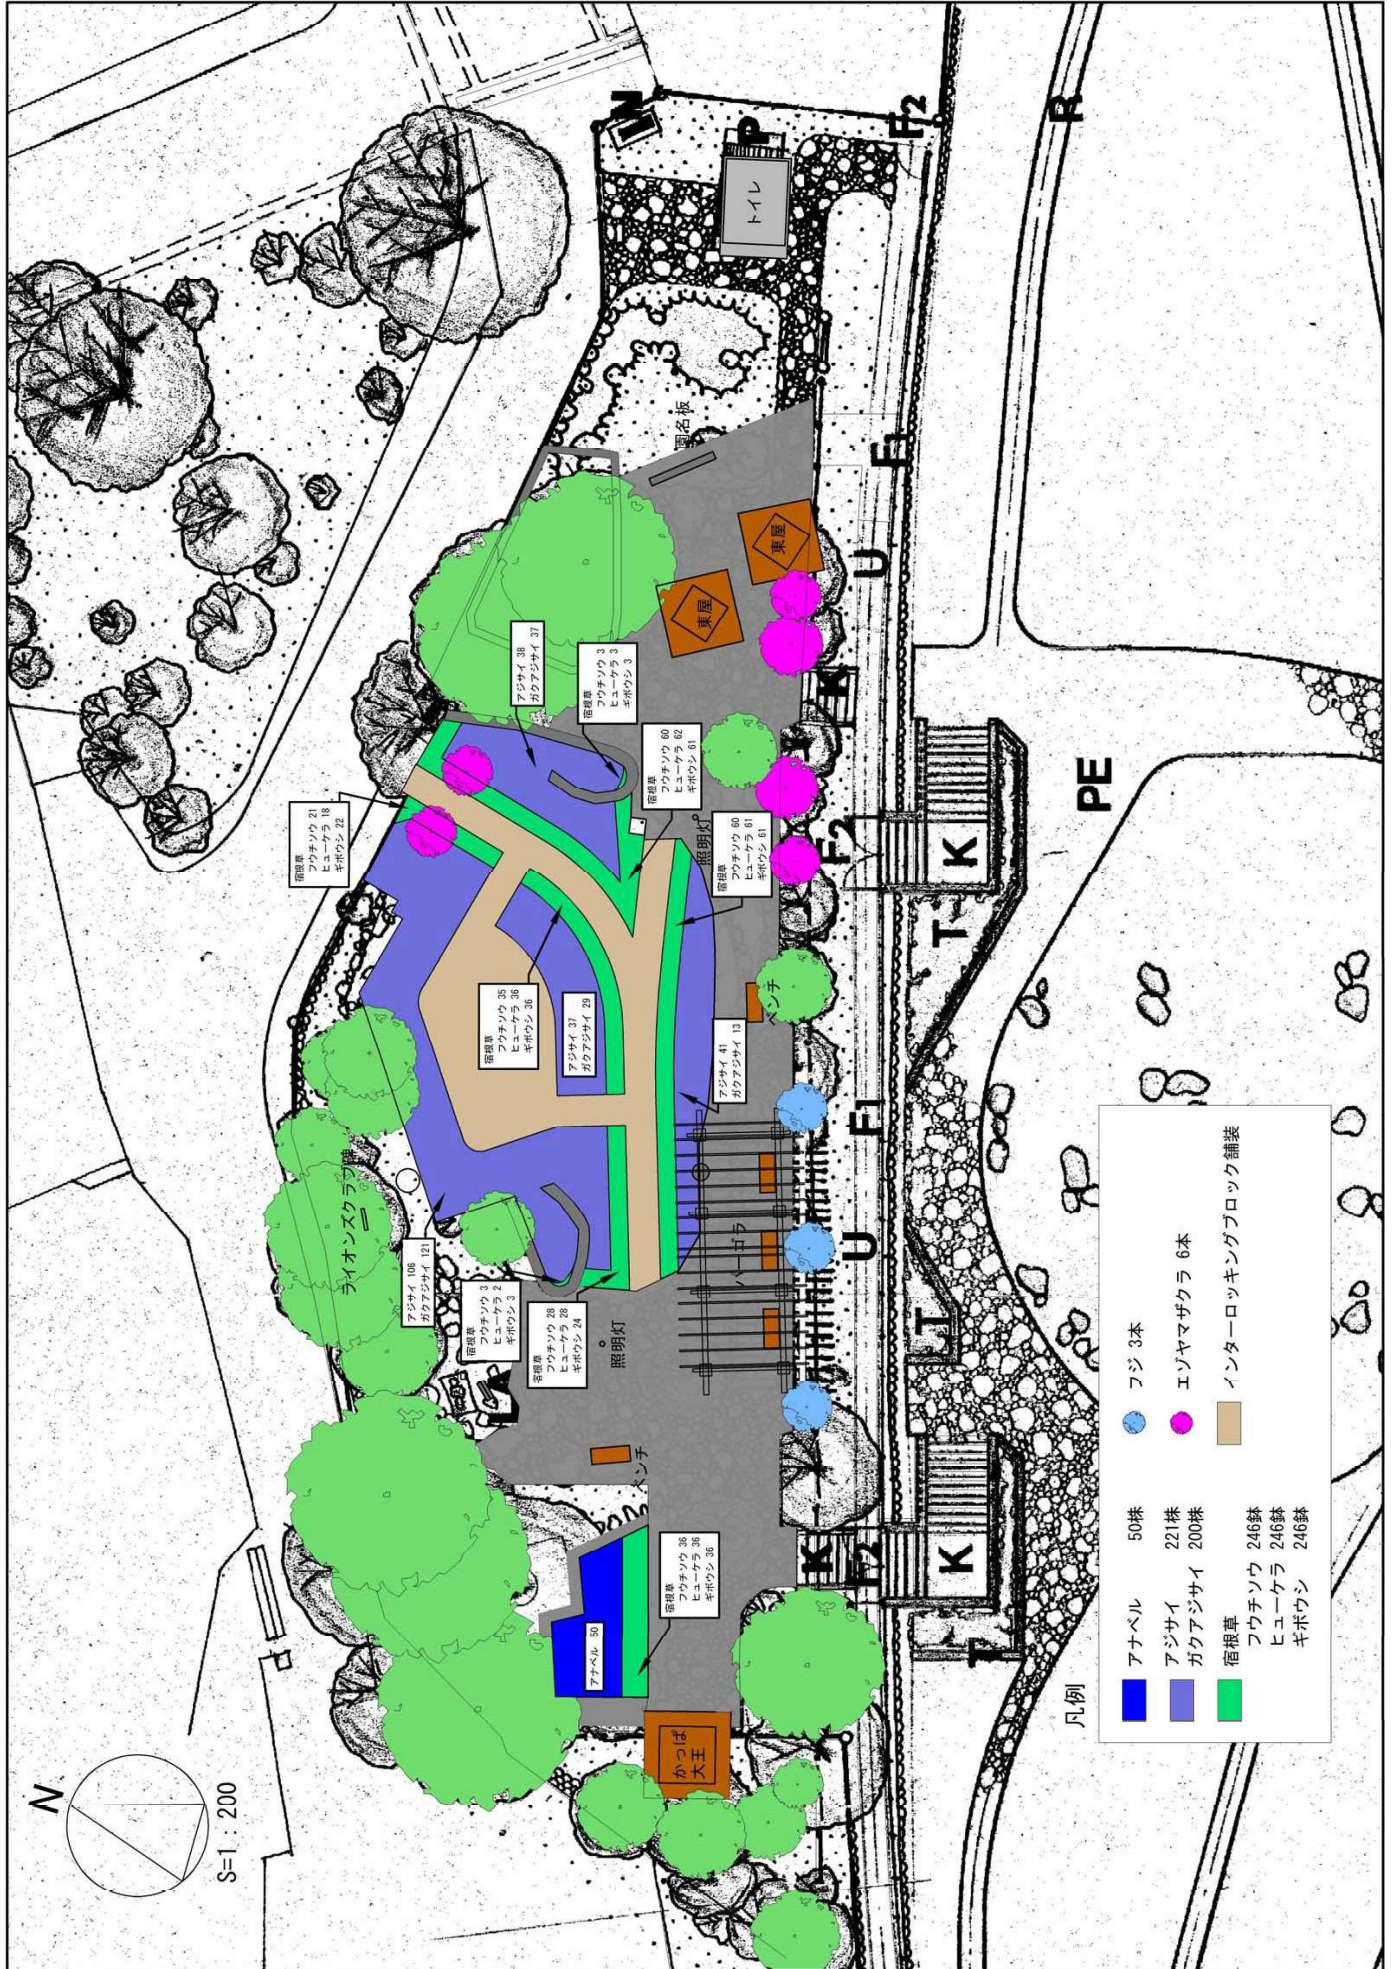 N
S=1：200
ライオンズクラブ
園名板
トイレ
P
N
F2
R
東屋
東屋
アジサイ 38
ガクアジサイ 37
宿根草
フウチソウ 3
ヒューケラ 3
ギボウシ 3
宿根草
フウチソウ 60
ヒューケラ 62
ギボウシ 61
宿根草
フウチソウ 21
ヒューケラ 18
ギボウシ 22
宿根草
フウチソウ 60
ヒューケラ 61
ギボウシ 61
照明灯
宿根草
フウチソウ 35
ヒューケラ 36
ギボウシ 36
アジサイ 37
ガクアジサイ 29
アジサイ 41
ガクアジサイ 13
ベンチ
アジサイ 106
ガクアジサイ 121
宿根草
フウチソウ 3
ヒューケラ 2
ギボウシ 3
宿根草
フウチソウ 28
ヒューケラ 28
ギボウシ 24
照明灯
パーゴラ
ベンチ
アナベル 50
宿根草
フウチソウ 36
ヒューケラ 36
ギボウシ 36
かっぱ
大王
F1
U
K
F2
K
T
PE
F1
U
T
K
F2
K
T
凡例
アナベル 50株
アジサイ 221株
ガクアジサイ 200株
宿根草
フウチソウ 246鉢
ヒューケラ 246鉢
ギボウシ 246鉢
フジ 3本
エゾヤマザクラ 6本
インターロッキングブロック舗装